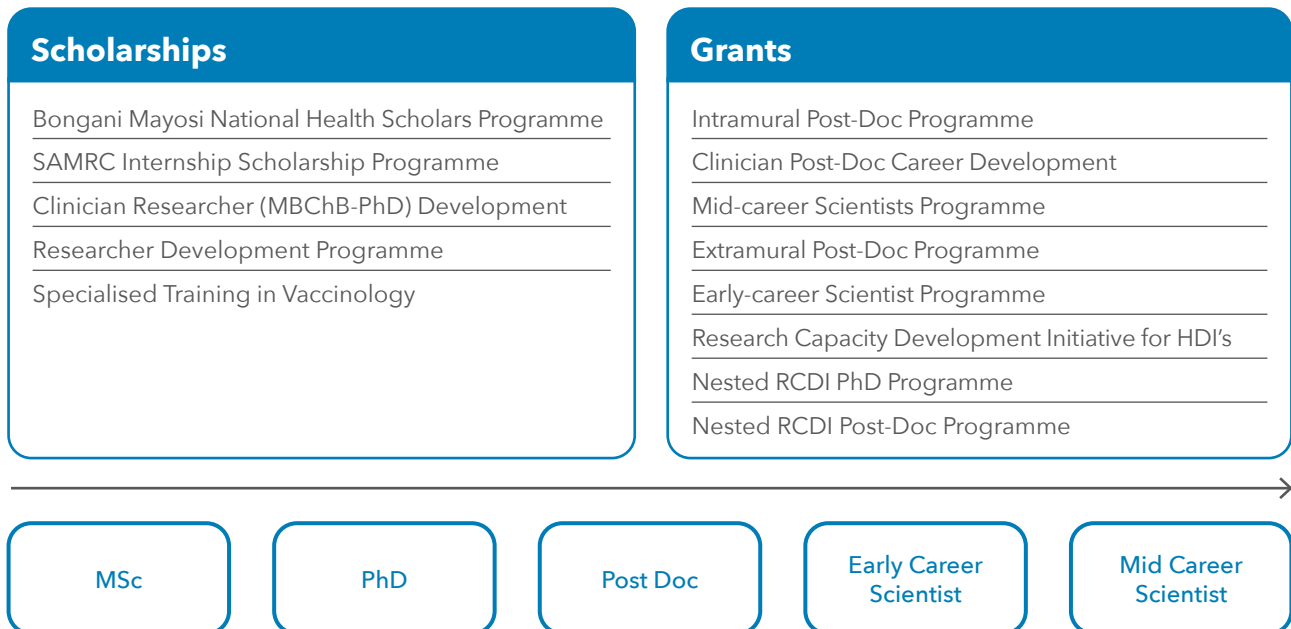 Scholarships
Bongani Mayosi National Health Scholars Programme
SAMRC Internship Scholarship Programme
Clinician Researcher (MBChB-PhD) Development
Researcher Development Programme
Specialised Training in Vaccinology
Grants
Intramural Post-Doc Programme
Clinician Post-Doc Career Development
Mid-career Scientists Programme
Extramural Post-Doc Programme
Early-career Scientist Programme
Research Capacity Development Initiative for HDI’s
Nested RCDI PhD Programme
Nested RCDI Post-Doc Programme
MSc
PhD
Post Doc
Early Career
Scientist
Mid Career
Scientist